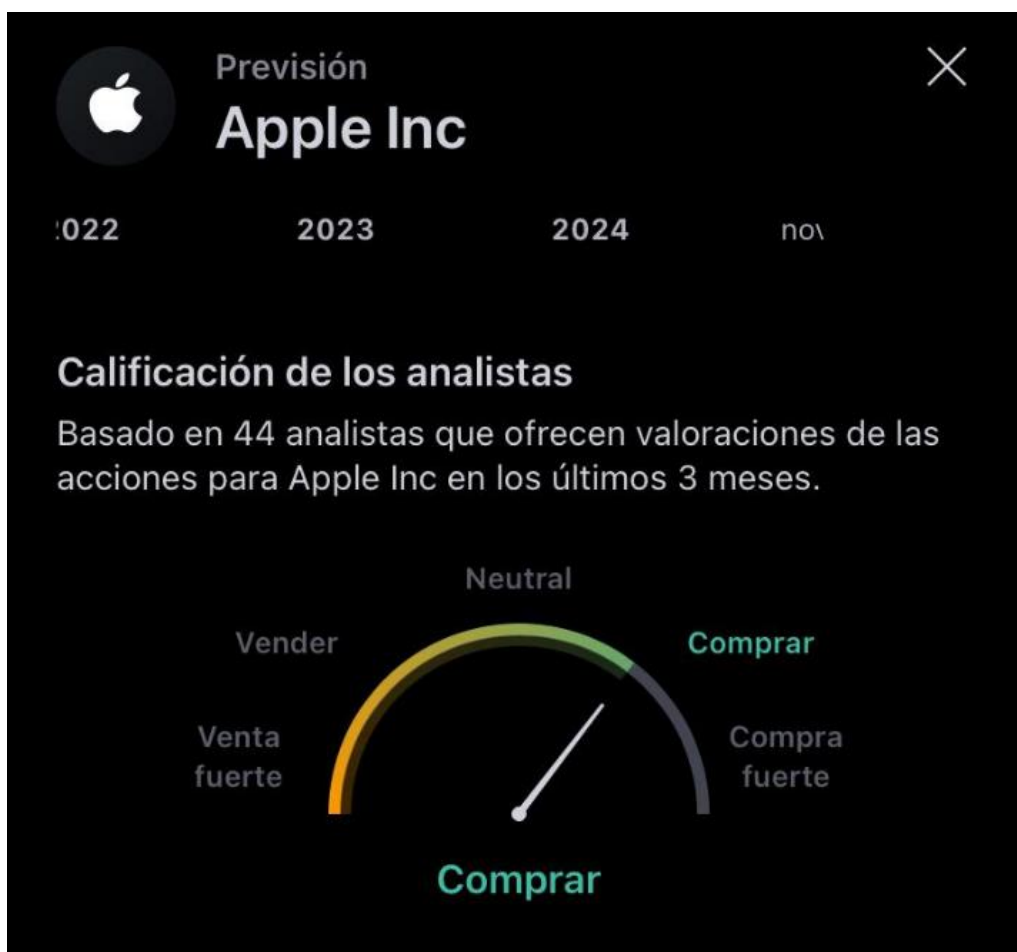 Previsión
Apple Inc
2023 2024
Calificación de los analistas
Basado en 44 analistas que ofrecen valoraciones de las
acciones para Apple Inc en los últimos 3 meses.
Neutral
Vender Comprar
Venta Compra
fuerte fuerte
Comprar